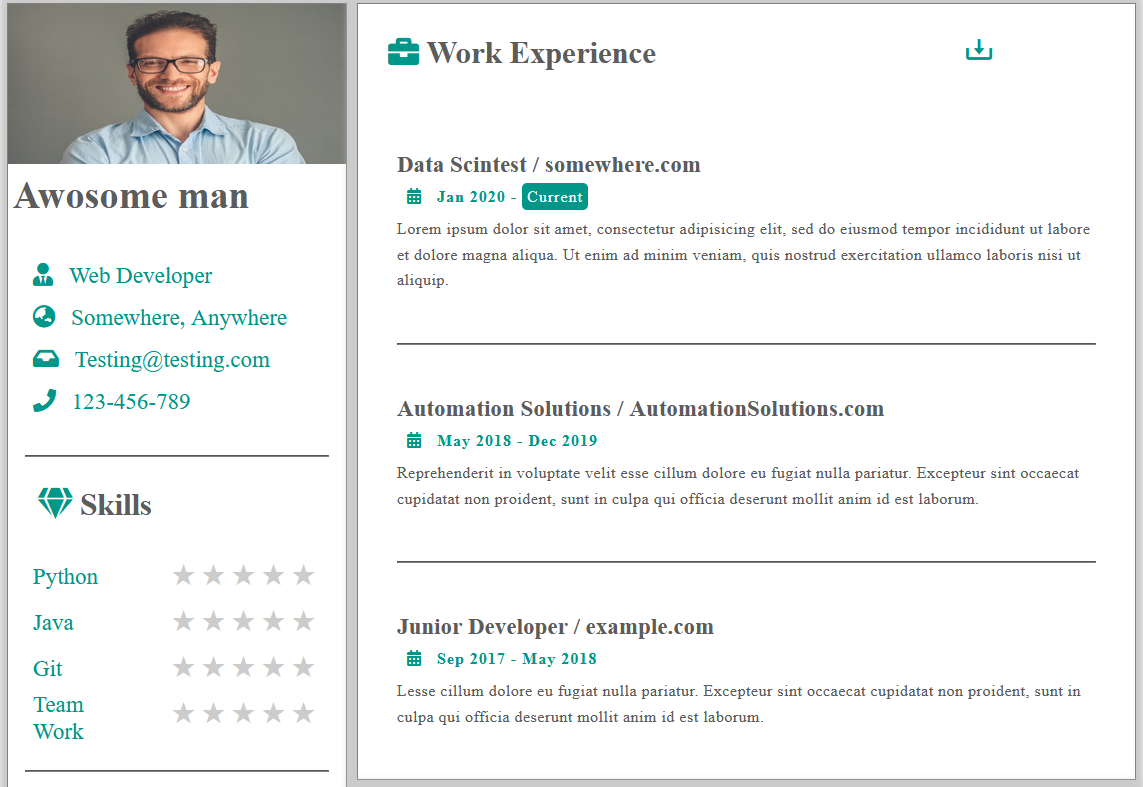 Awosome man
Web Developer
Somewhere, Anywhere
Testing@testing.com
123-456-789
Skills
Python
Java
Git
Team
Work
Work Experience
Data Scintest / somewhere.com
Jan 2020 - Current
Lorem ipsum dolor sit amet, consectetur adipisicing elit, sed do eiusmod tempor incididunt ut labore
et dolore magna aliqua. Ut enim ad minim veniam, quis nostrud exercitation ullamco laboris nisi ut
aliquip.
Automation Solutions / AutomationSolutions.com
May 2018 - Dec 2019
Reprehenderit in voluptate velit esse cillum dolore eu fugiat nulla pariatur. Excepteur sint occaecat
cupidatat non proident, sunt in culpa qui officia deserunt mollit anim id est laborum.
Junior Developer / example.com
Sep 2017 - May 2018
Lesse cillum dolore eu fugiat nulla pariatur. Excepteur sint occaecat cupidatat non proident, sunt in
culpa qui officia deserunt mollit anim id est laborum.